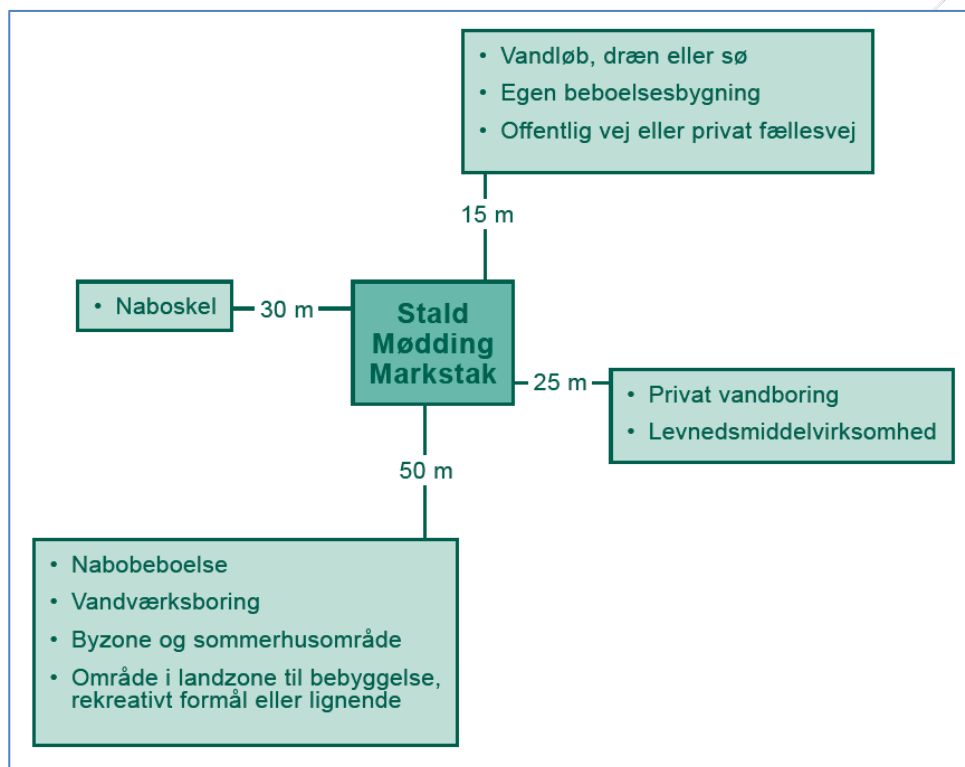 • Vandløb, dræn eller sø
• Egen beboelsesbygning
• Offentlig vej eller privat fællesvej
15 m
• Naboskel
30 m
Stald
Mødding
Markstak
25 m
• Privat vandboring
• Levnedsmiddelvirksomhed
50 m
• Nabobeboelse
• Vandværksboring
• Byzone og sommerhusområde
• Område i landzone til bebyggelse,
rekreativt formål eller lignende